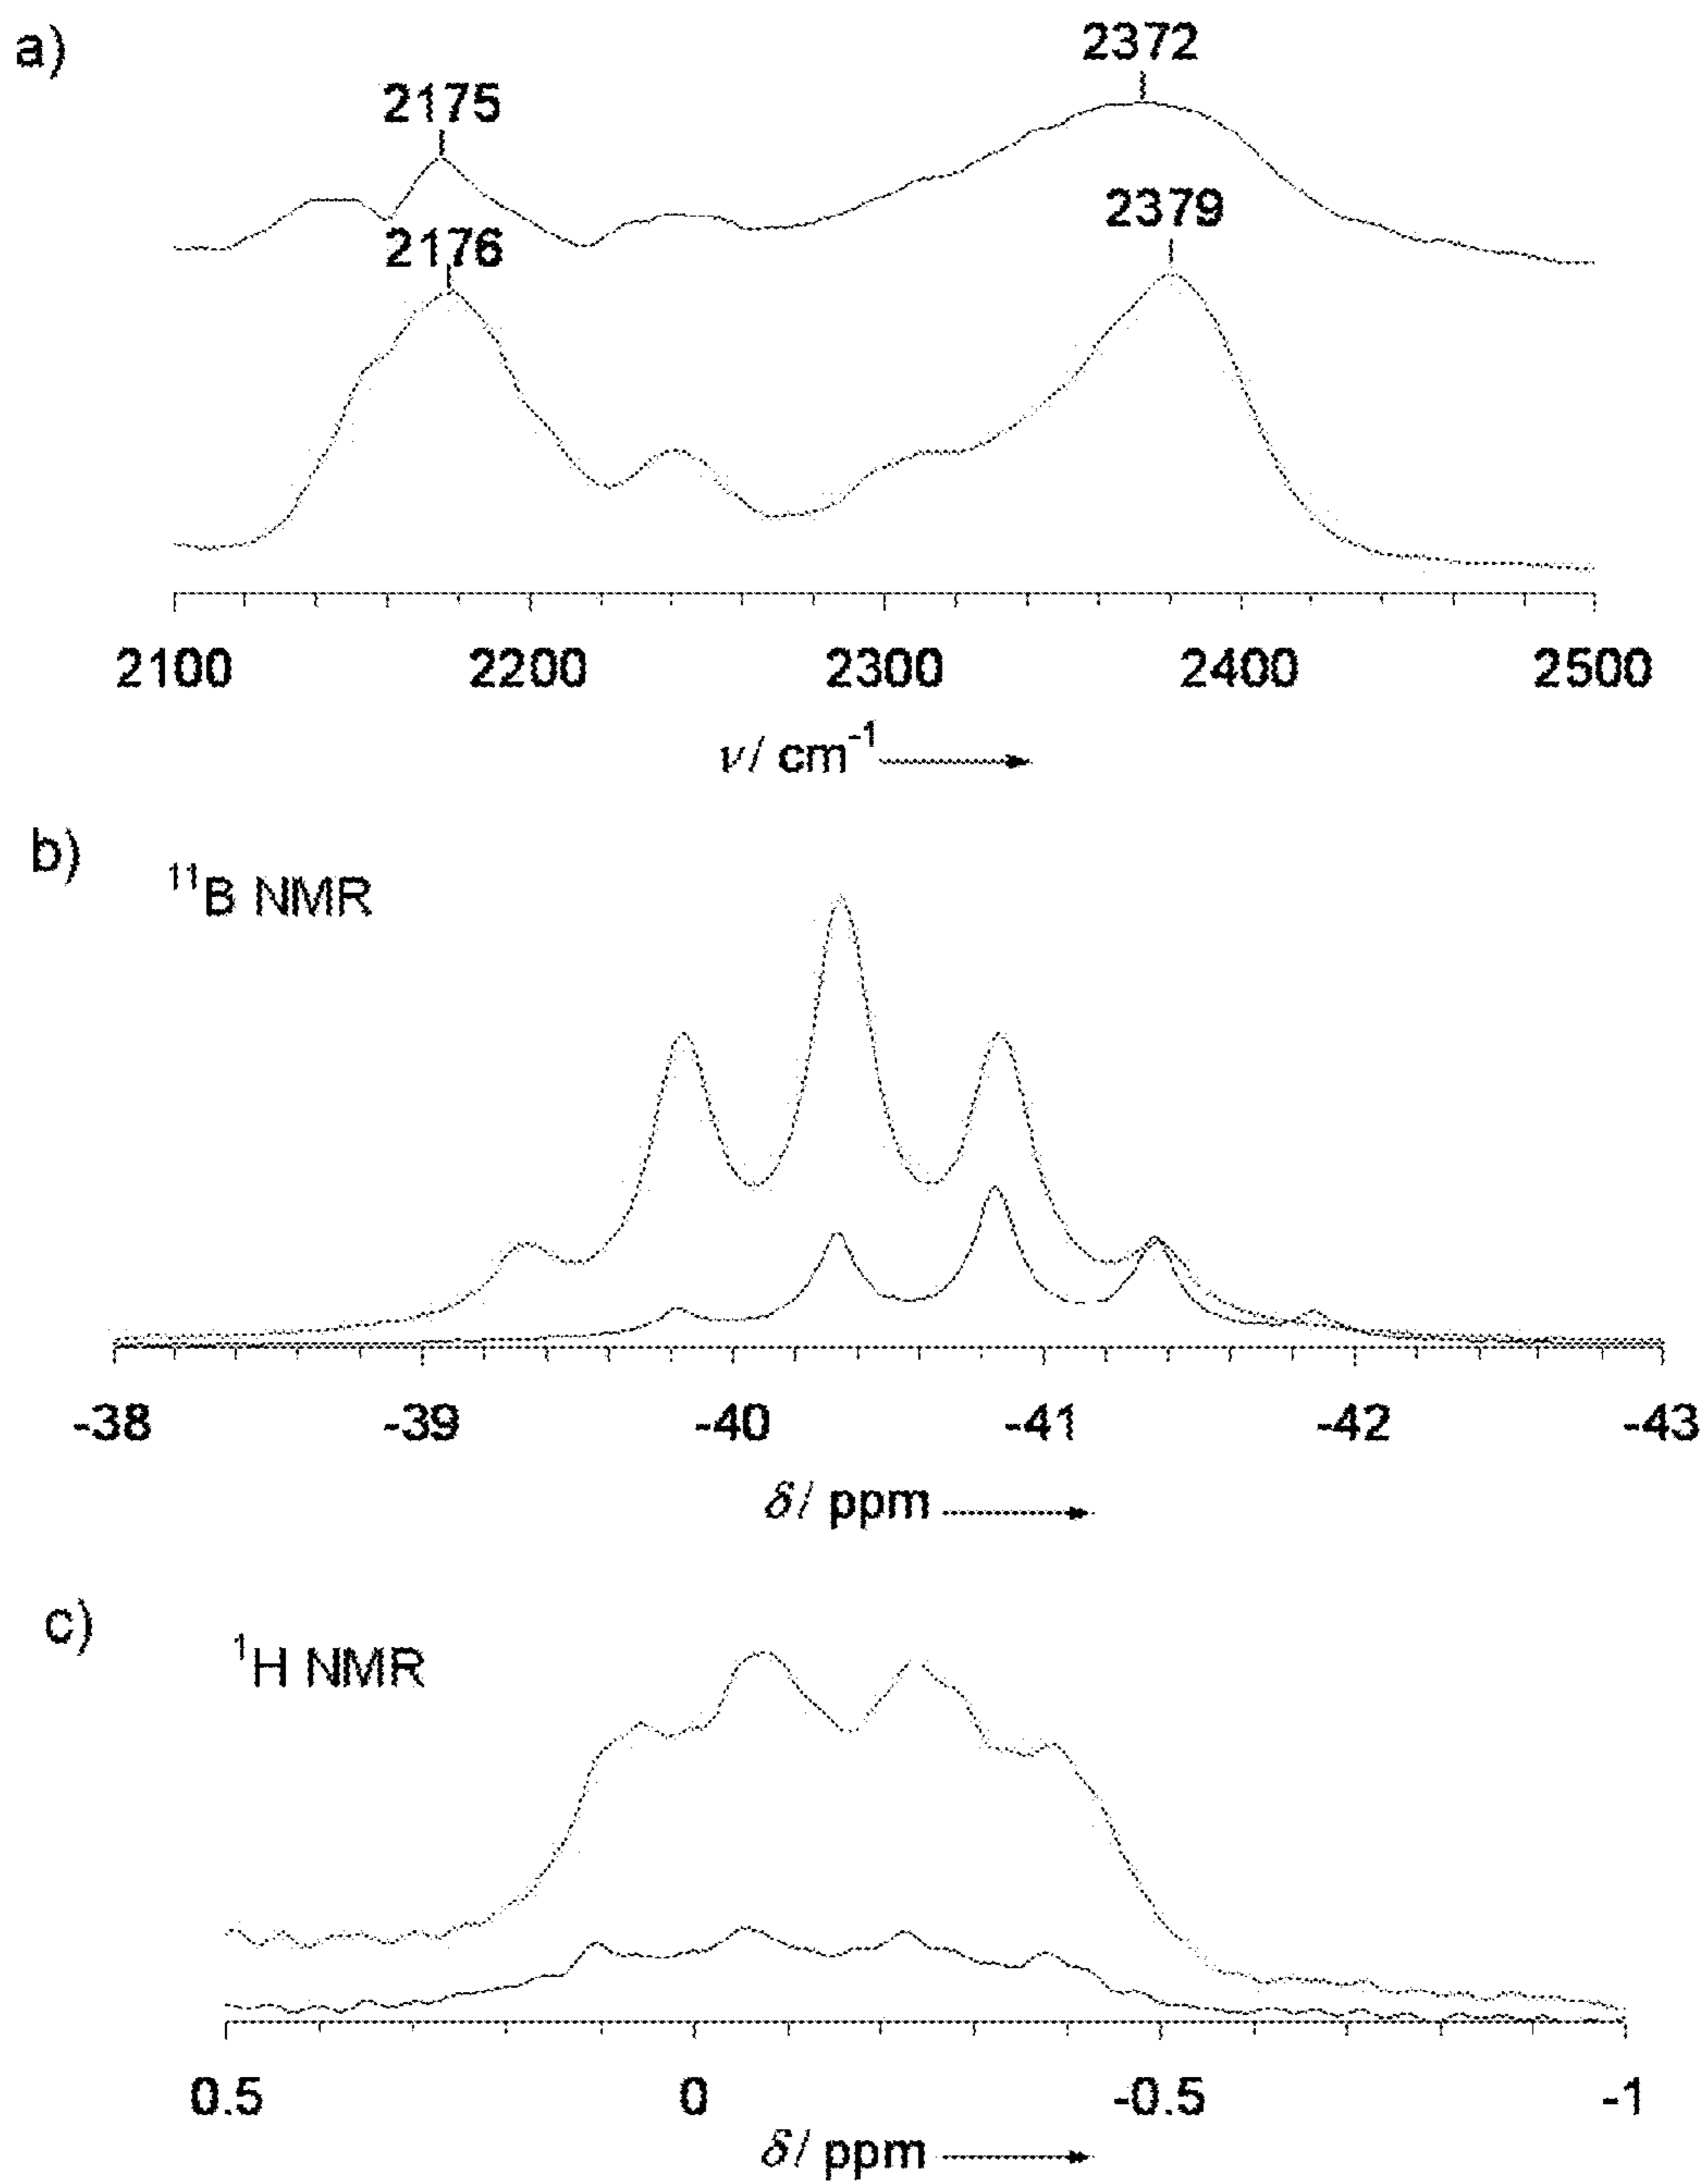 a)
2372
2175
2379
2176
2100 2200 2300 2400 2500
ν/ cm⁻¹
b)
¹¹B NMR
-38 -39 -40 -41 -42 -43
δ/ ppm
c)
¹H NMR
0.5 0 -0.5 -1
δ/ ppm